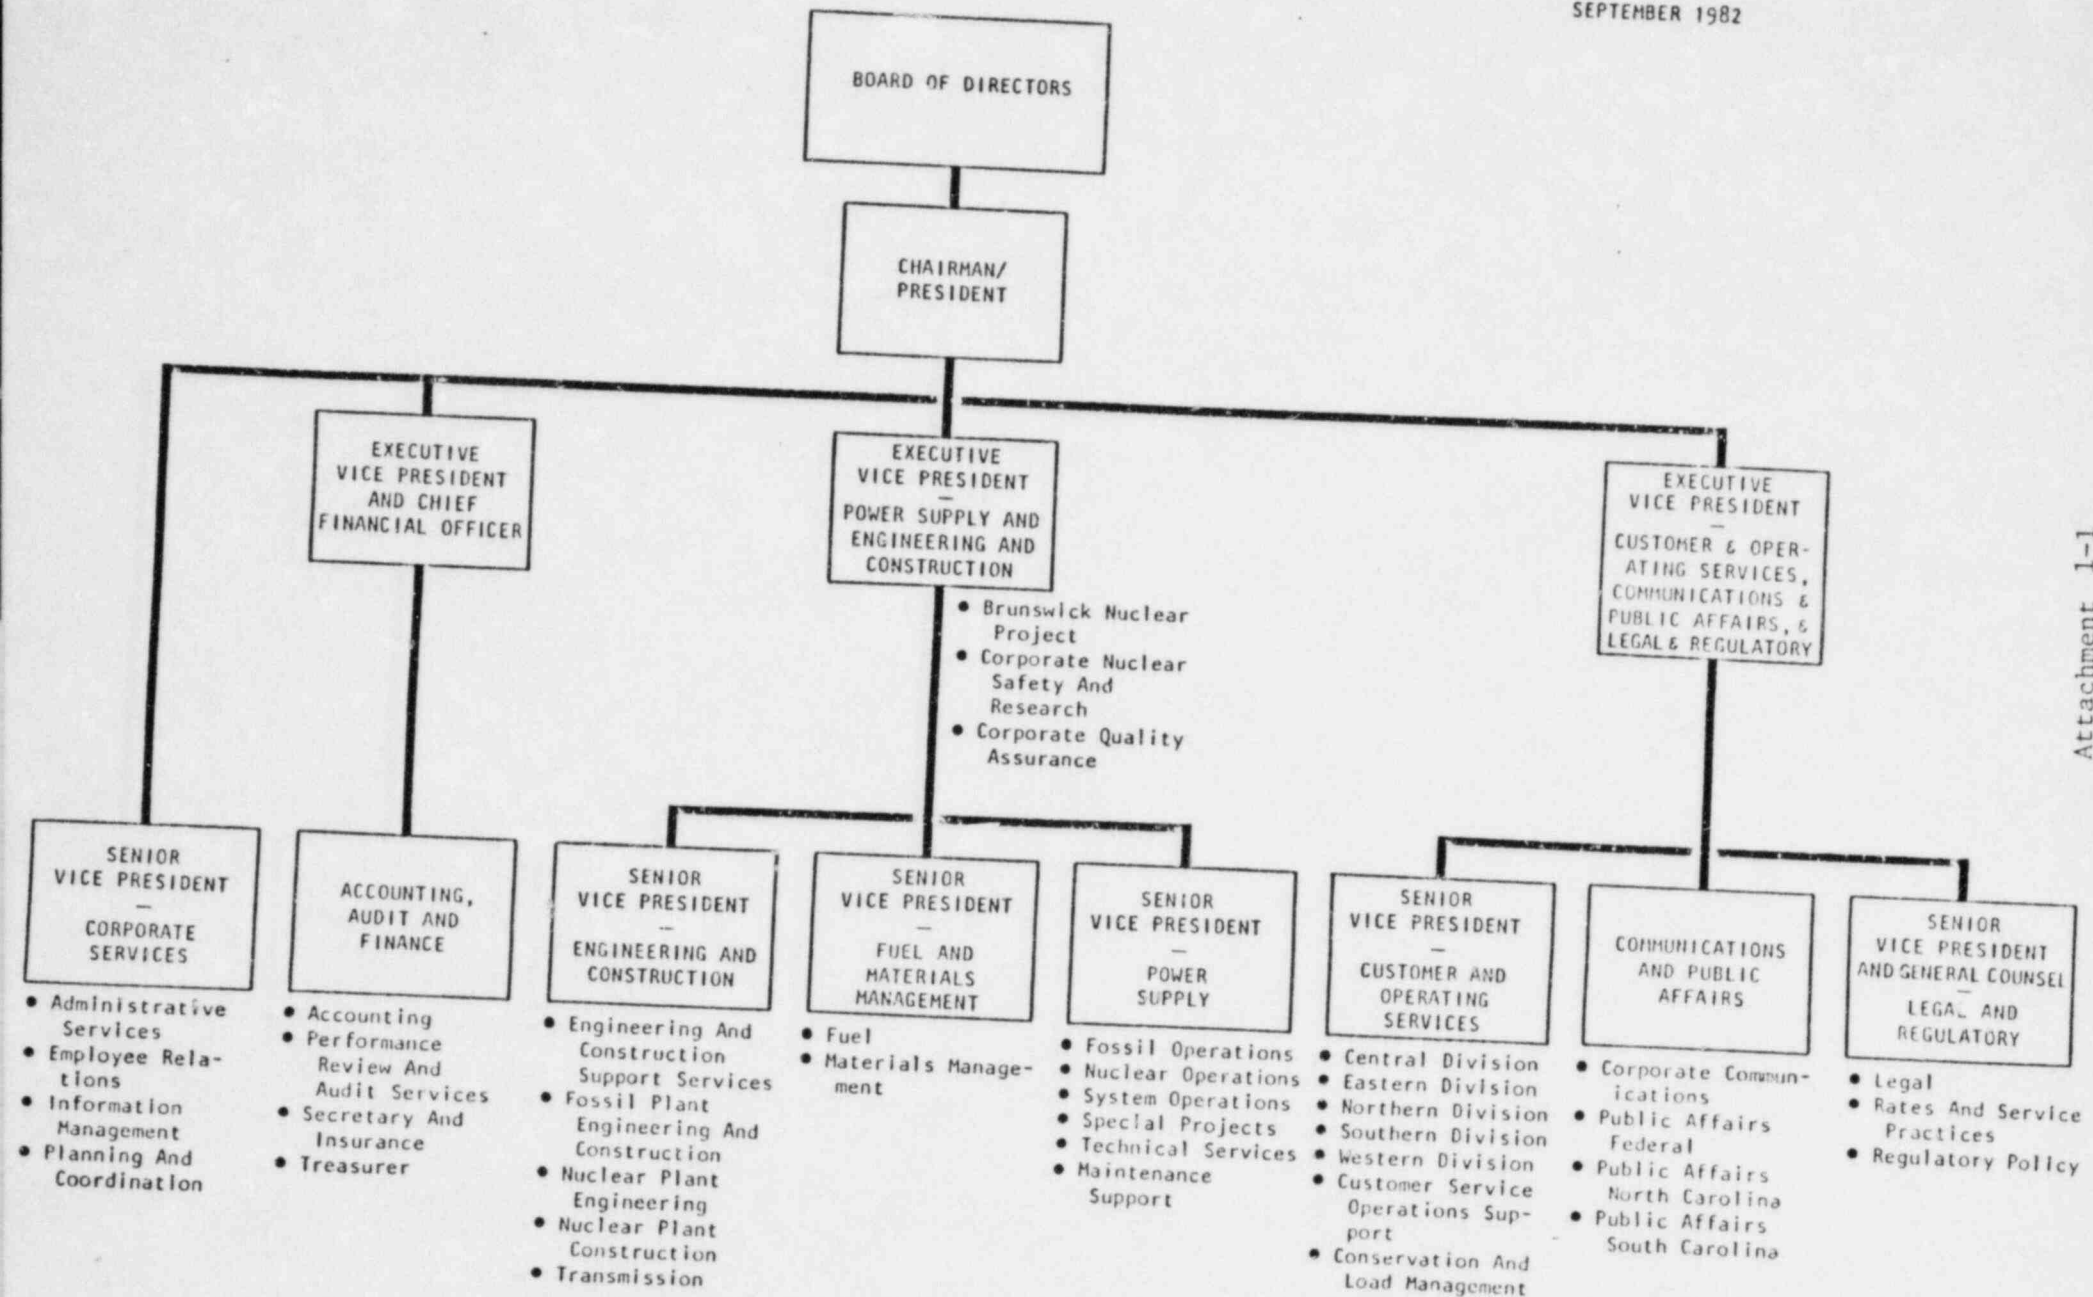 SEPTEMBER 1982
BOARD OF DIRECTORS
CHAIRMAN/
PRESIDENT
EXECUTIVE
VICE PRESIDENT
AND CHIEF
FINANCIAL OFFICER
EXECUTIVE
VICE PRESIDENT
—
POWER SUPPLY AND
ENGINEERING AND
CONSTRUCTION
• Brunswick Nuclear
Project
• Corporate Nuclear
Safety And
Research
• Corporate Quality
Assurance
EXECUTIVE
VICE PRESIDENT
—
CUSTOMER & OPER-
ATING SERVICES,
COMMUNICATIONS &
PUBLIC AFFAIRS, &
LEGAL & REGULATORY
Attachment 1-1
SENIOR
VICE PRESIDENT
—
CORPORATE
SERVICES
• Administrative
Services
• Employee Rela-
tions
• Information
Management
• Planning And
Coordination
ACCOUNTING,
AUDIT AND
FINANCE
• Accounting
• Performance
Review And
Audit Services
• Secretary And
Insurance
• Treasurer
SENIOR
VICE PRESIDENT
—
ENGINEERING AND
CONSTRUCTION
• Engineering And
Construction
Support Services
• Fossil Plant
Engineering And
Construction
• Nuclear Plant
Engineering
• Nuclear Plant
Construction
• Transmission
SENIOR
VICE PRESIDENT
—
FUEL AND
MATERIALS
MANAGEMENT
• Fuel
• Materials Manage-
ment
SENIOR
VICE PRESIDENT
—
POWER
SUPPLY
• Fossil Operations
• Nuclear Operations
• System Operations
• Special Projects
• Technical Services
• Maintenance
Support
SENIOR
VICE PRESIDENT
—
CUSTOMER AND
OPERATING
SERVICES
• Central Division
• Eastern Division
• Northern Division
• Southern Division
• Western Division
• Customer Service
Operations Sup-
port
• Conservation And
Load Management
COMMUNICATIONS
AND PUBLIC
AFFAIRS
• Corporate Commun-
ications
• Public Affairs
Federal
• Public Affairs
North Carolina
• Public Affairs
South Carolina
SENIOR
VICE PRESIDENT
AND GENERAL COUNSEL
—
LEGAL AND
REGULATORY
• Legal
• Rates And Service
Practices
• Regulatory Policy